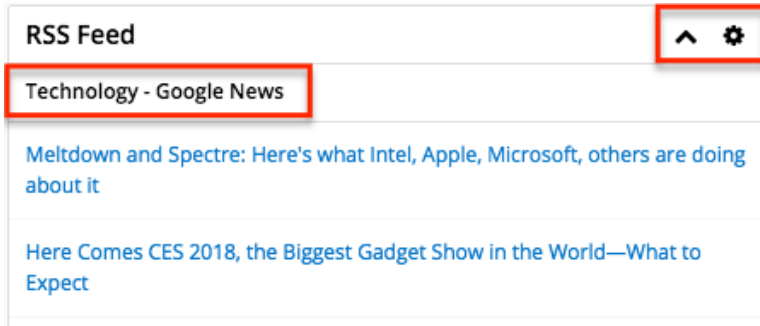 RSS Feed
Technology - Google News
Meltdown and Spectre: Here's what Intel, Apple, Microsoft, others are doing
about it
Here Comes CES 2018, the Biggest Gadget Show in the World—What to
Expect